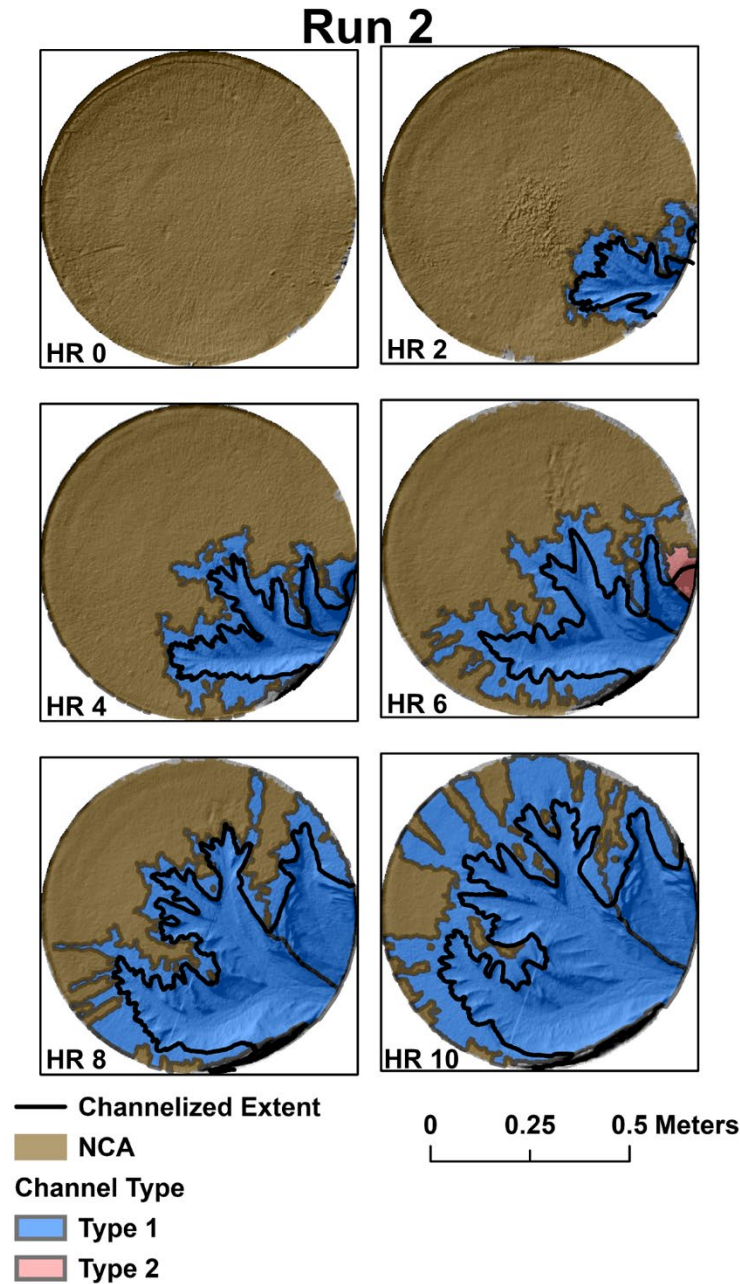 Run 2
HR 0
HR 2
HR 4
HR 6
HR 8
HR 10
Channelized Extent
NCA
Channel Type
Type 1
Type 2
0 0.25 0.5 Meters